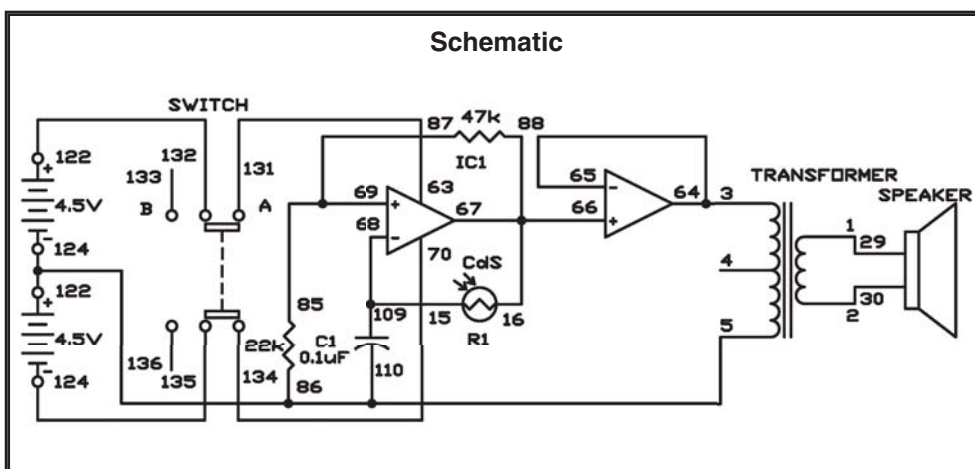 Schematic
SWITCH
87 47k 88
IC1
122 132 131
133
+
4.5V
B A
-
124
69 + 63
68 - 67
70
65 -
66 +
64 3
TRANSFORMER
SPEAKER
1
29
4
30
2
5
CdS
109 15 16
R1
122
+
4.5V
-
124
85
22k
C1
0.1uF
110
86
136
135
134